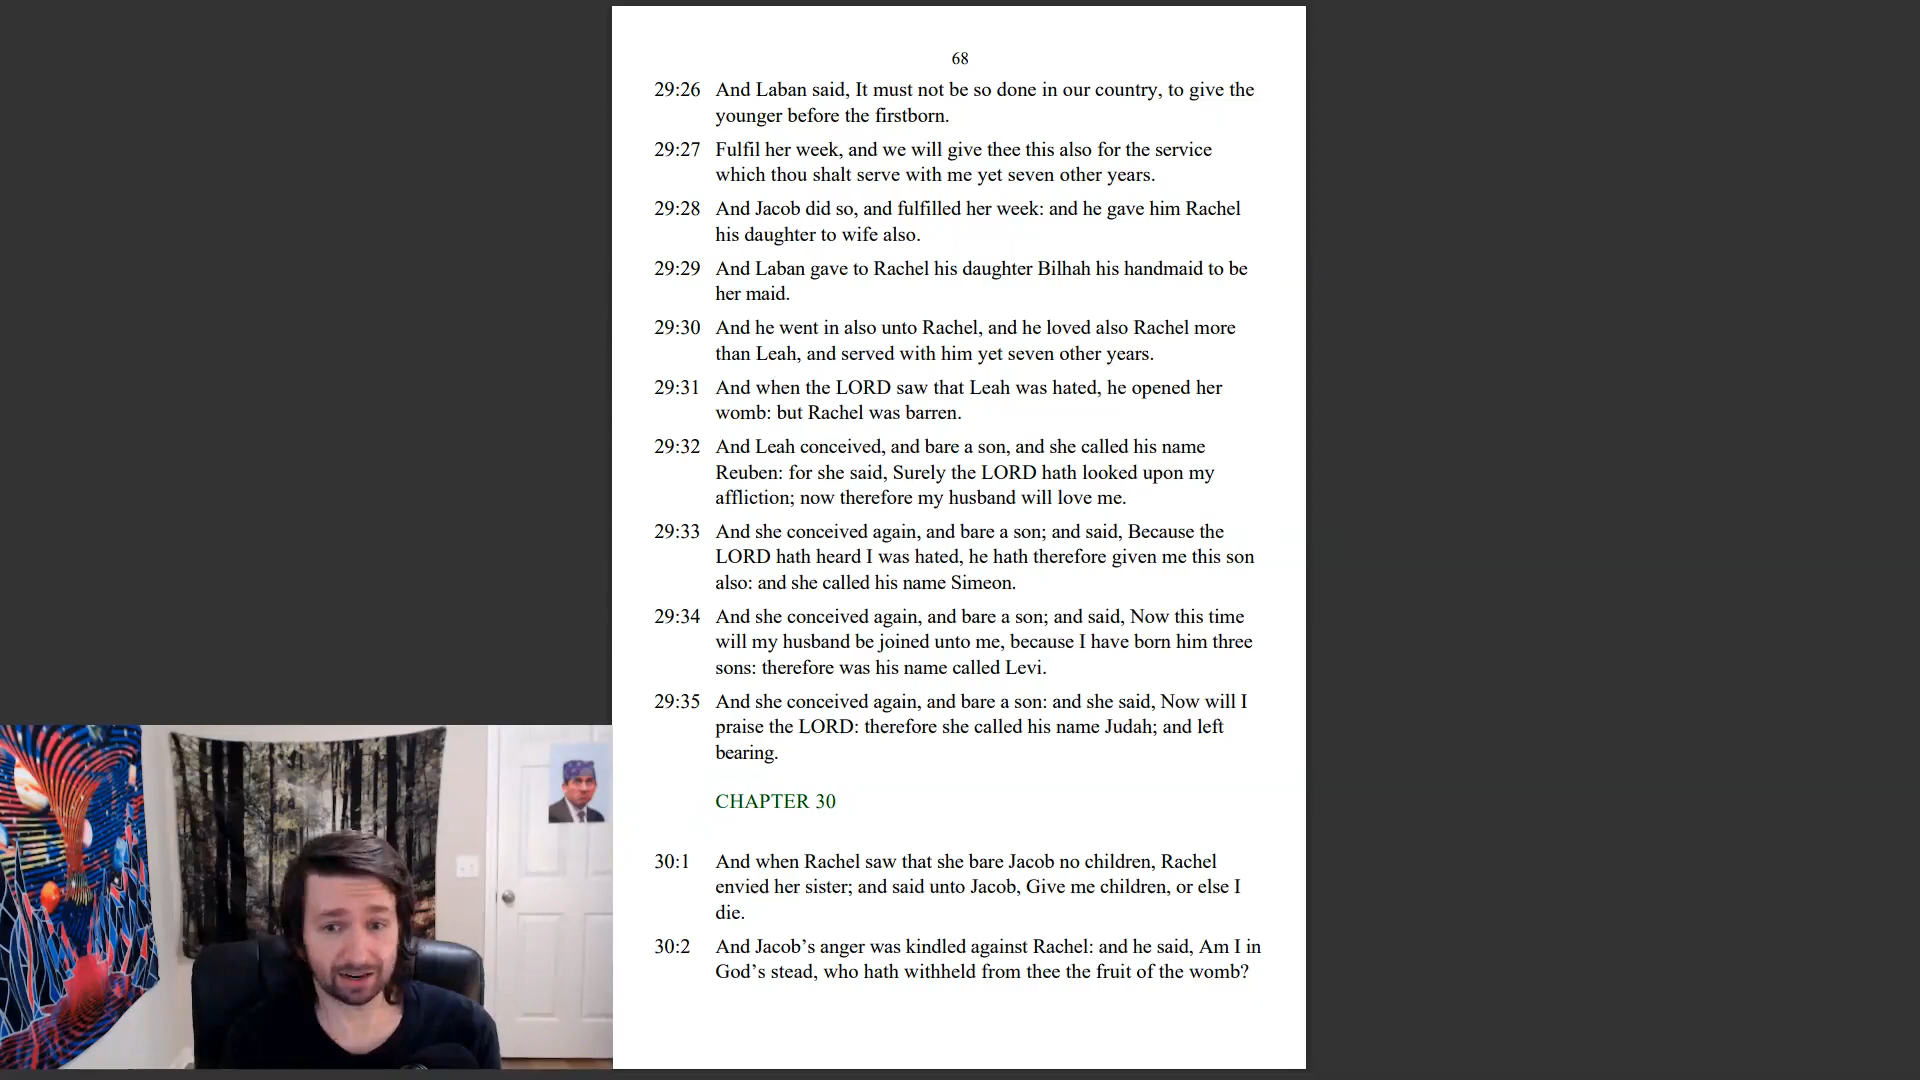 68
29:26 And Laban said, It must not be so done in our country, to give the
younger before the firstborn.
29:27 Fulfil her week, and we will give thee this also for the service
which thou shalt serve with me yet seven other years.
29:28 And Jacob did so, and fulfilled her week: and he gave him Rachel
his daughter to wife also.
29:29 And Laban gave to Rachel his daughter Bilhah his handmaid to be
her maid.
29:30 And he went in also unto Rachel, and he loved also Rachel more
than Leah, and served with him yet seven other years.
29:31 And when the LORD saw that Leah was hated, he opened her
womb: but Rachel was barren.
29:32 And Leah conceived, and bare a son, and she called his name
Reuben: for she said, Surely the LORD hath looked upon my
affliction; now therefore my husband will love me.
29:33 And she conceived again, and bare a son; and said, Because the
LORD hath heard I was hated, he hath therefore given me this son
also: and she called his name Simeon.
29:34 And she conceived again, and bare a son; and said, Now this time
will my husband be joined unto me, because I have born him three
sons: therefore was his name called Levi.
29:35 And she conceived again, and bare a son: and she said, Now will I
praise the LORD: therefore she called his name Judah; and left
bearing.
CHAPTER 30
30:1 And when Rachel saw that she bare Jacob no children, Rachel
envied her sister; and said unto Jacob, Give me children, or else I
die.
30:2 And Jacob’s anger was kindled against Rachel: and he said, Am I in
God’s stead, who hath withheld from thee the fruit of the womb?